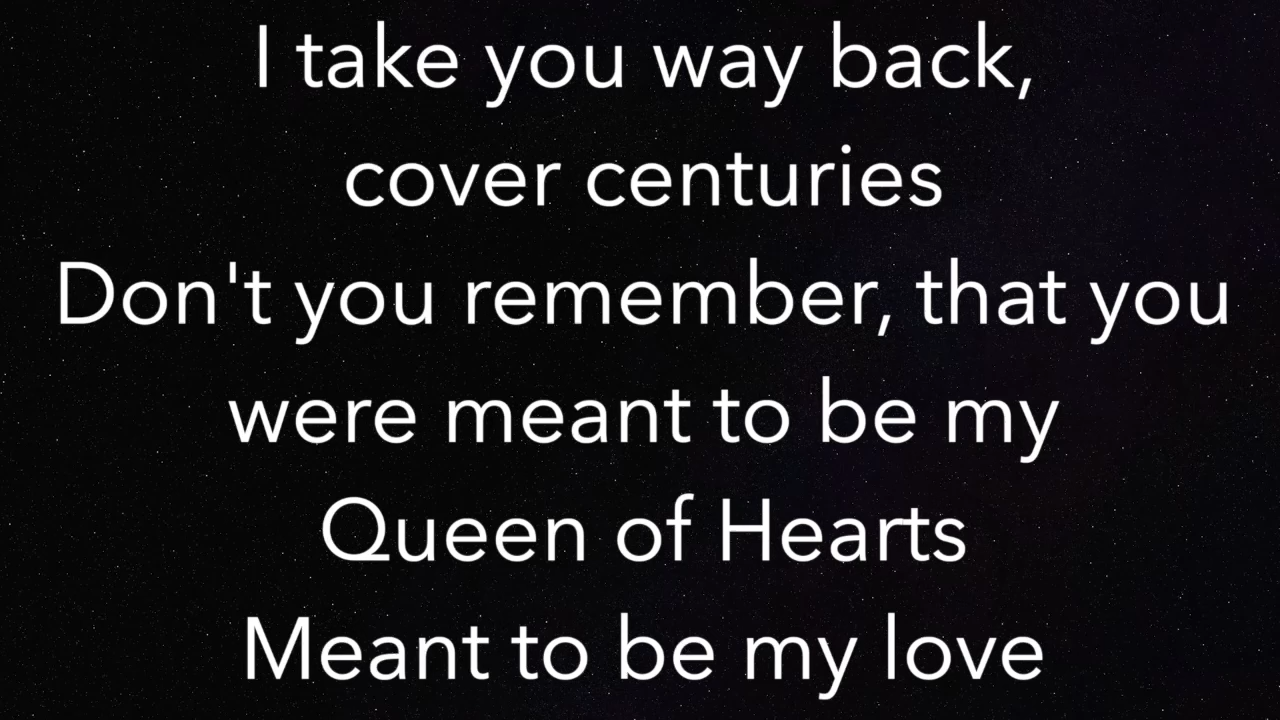 I take you way back,
cover centuries
Don't you remember, that you
were meant to be my
Queen of Hearts
Meant to be my love